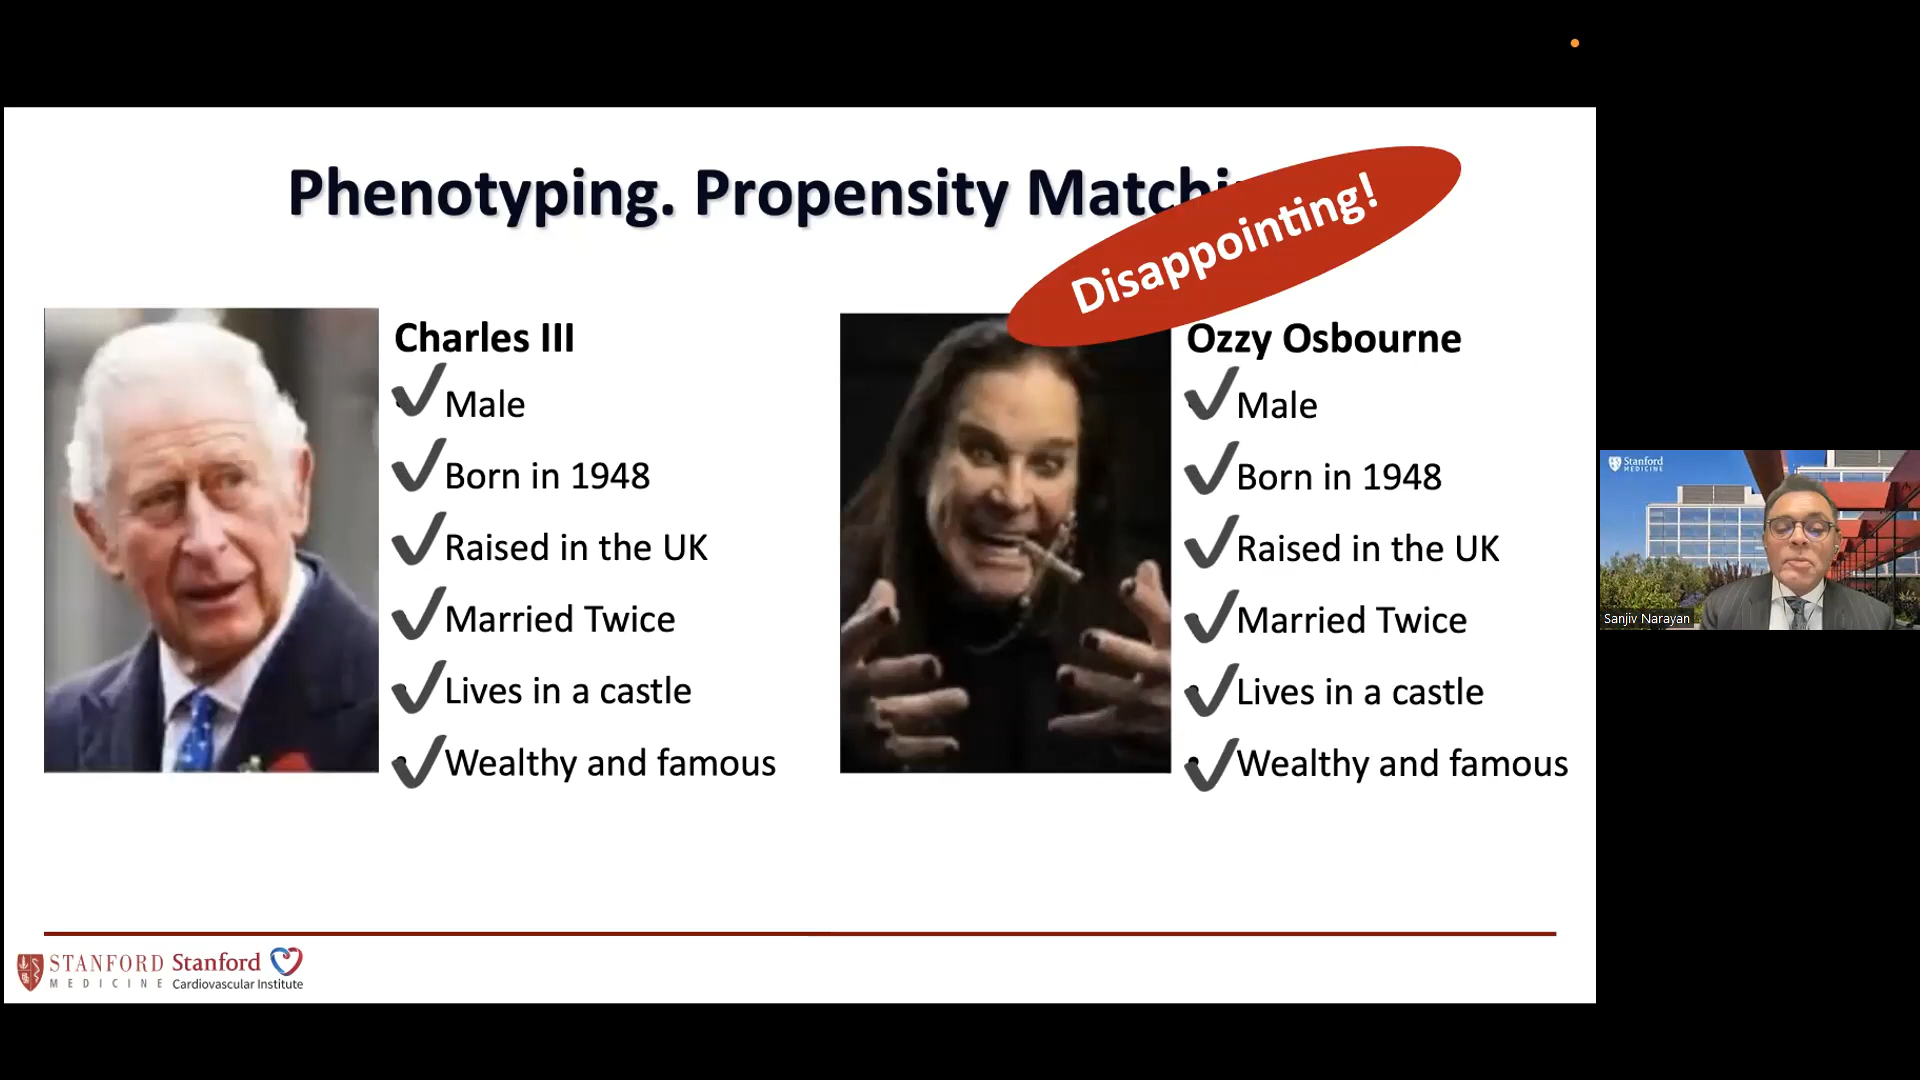 Phenotyping. Propensity
Disappointing!
Charles III
Male
Born in 1948
Raised in the UK
Married Twice
Lives in a castle
Wealthy and famous
Ozzy Osbourne
Male
Born in 1948
Raised in the UK
Married Twice
Lives in a castle
Wealthy and famous
STANFORD
MEDICINE
Stanford
Cardiovascular Institute
Stanford
MEDICINE
Sanjiv Narayan